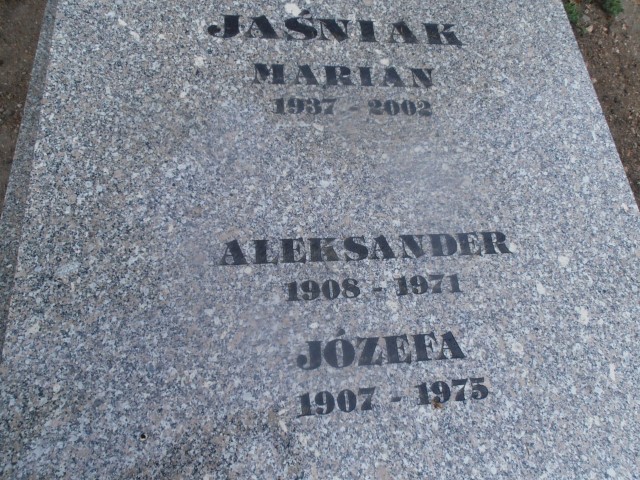 JAŚNIAK
MARIAN
1937 - 2002
ALEKSANDER
1908 - 1971
JÓZEFA
1907 - 1975